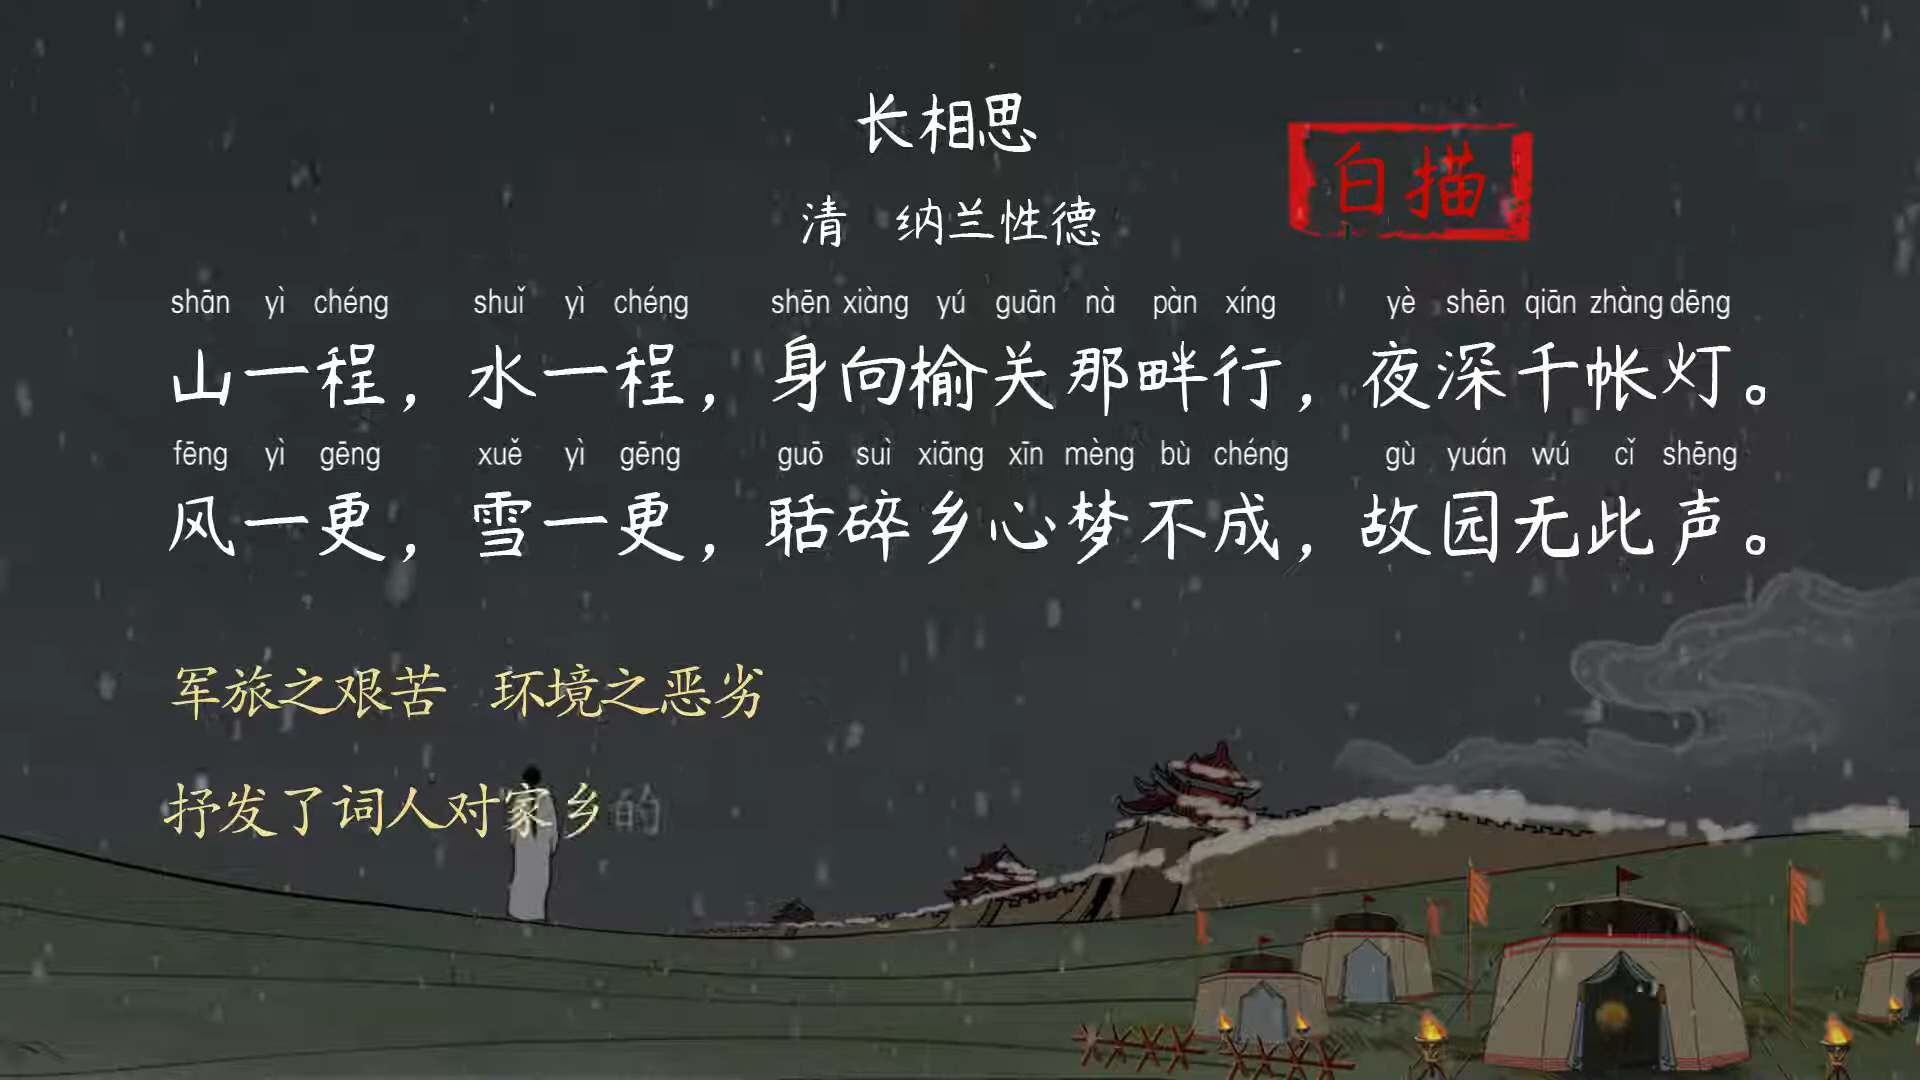 长相思
白描
清 纳兰性德
shān yì chéng shuǐ yì chéng shēn xiàng yú guān nà pàn xíng yè shēn qiān zhàng dēng
山一程，水一程，身向榆关那畔行，夜深千帐灯。
fēng yì gēng xuě yì gēng guō suì xiāng xīn mèng bù chéng gù yuán wú cǐ shēng
风一更，雪一更，聒碎乡心梦不成，故园无此声。
军旅之艰苦 环境之恶劣
抒发了词人对家乡的